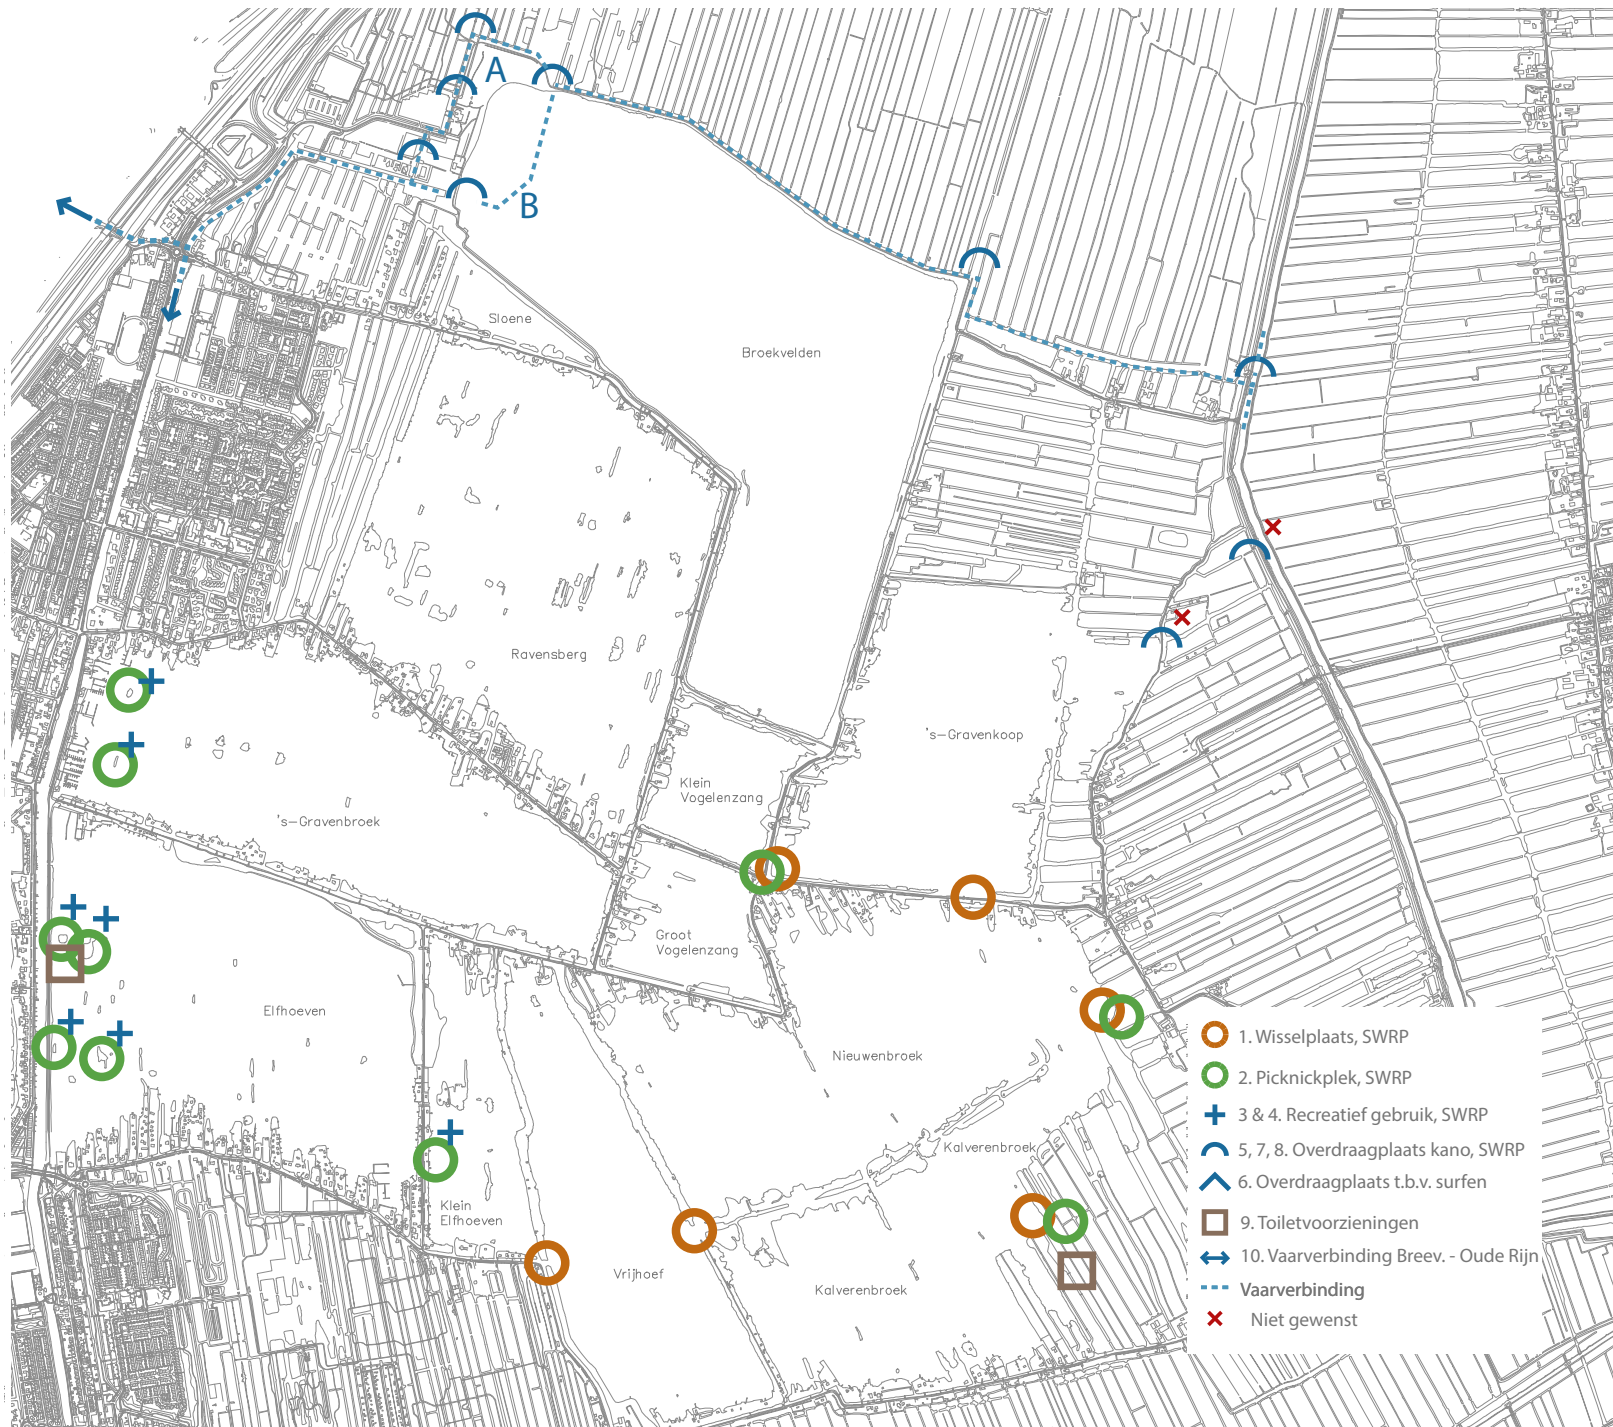 A
B
Sloene
Broekvelden
Ravensberg
's-Gravenkoop
Klein
Vogelenzang
's-Gravenbroek
Groot
Vogelenzang
Elfhoeven
Nieuwenbroek
Kalverenbroek
Klein
Elfhoeven
Vrijhoef
Kalverenbroek
1. Wisselplaats, SWRP
2. Picknickplek, SWRP
3 & 4. Recreatief gebruik, SWRP
5, 7, 8. Overdraagplaats kano, SWRP
6. Overdraagplaats t.b.v. surfen
9. Toiletvoorzieningen
10. Vaarverbinding Breev. - Oude Rijn
Vaarverbinding
Niet gewenst